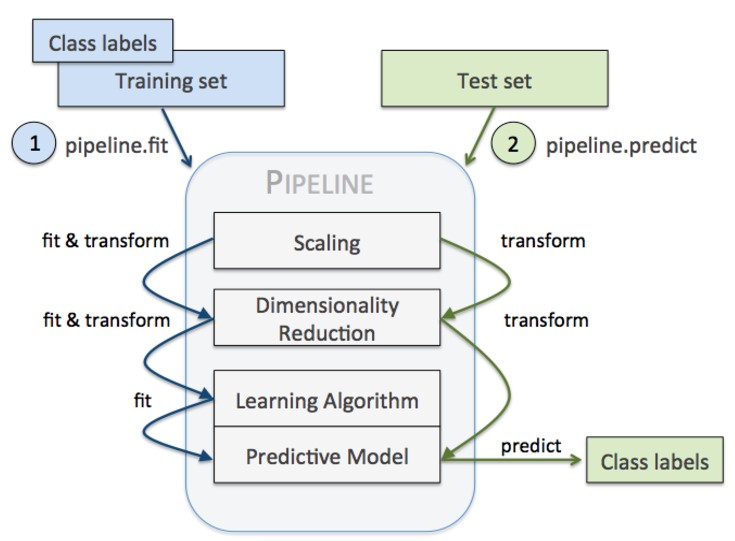 Class labels
Training set
Test set
1 pipeline.fit
2 pipeline.predict
PIPELINE
fit & transform
Scaling
transform
fit & transform
Dimensionality
Reduction
transform
fit
Learning Algorithm
Predictive Model
predict
Class labels